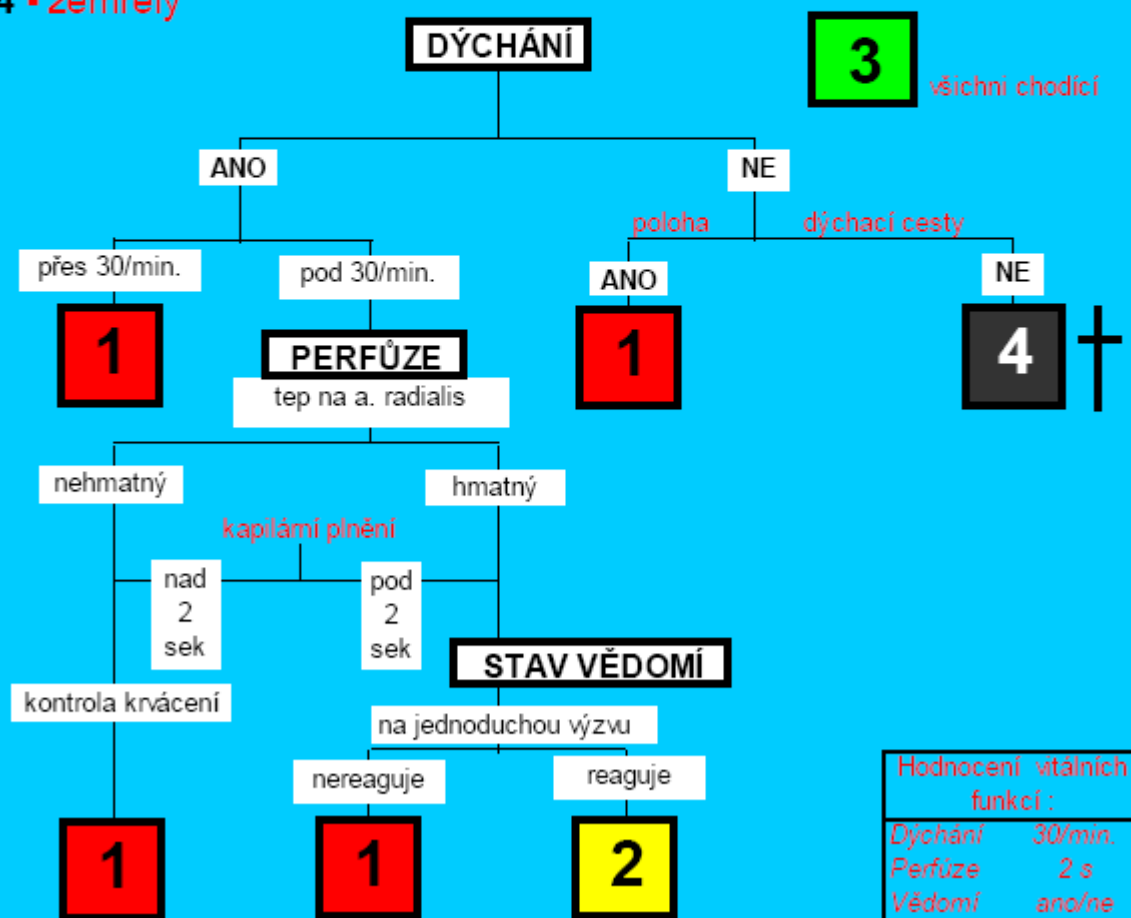 4 - zemřelý
DÝCHÁNÍ
3
všichni chodící
ANO
NE
poloha
dýchací cesty
přes 30/min.
pod 30/min.
ANO
NE
1
PERFÚZE
1
4
tep na a. radialis
nehmatný
hmatný
kapilární plnění
nad
2
sek
pod
2
sek
STAV VĚDOMÍ
kontrola krvácení
na jednoduchou výzvu
nereaguje
reaguje
1
1
2
Hodnocení vitálních
funkcí :
Dýchání 30/min.
Perfúze 2 s
Vědomí ano/ne